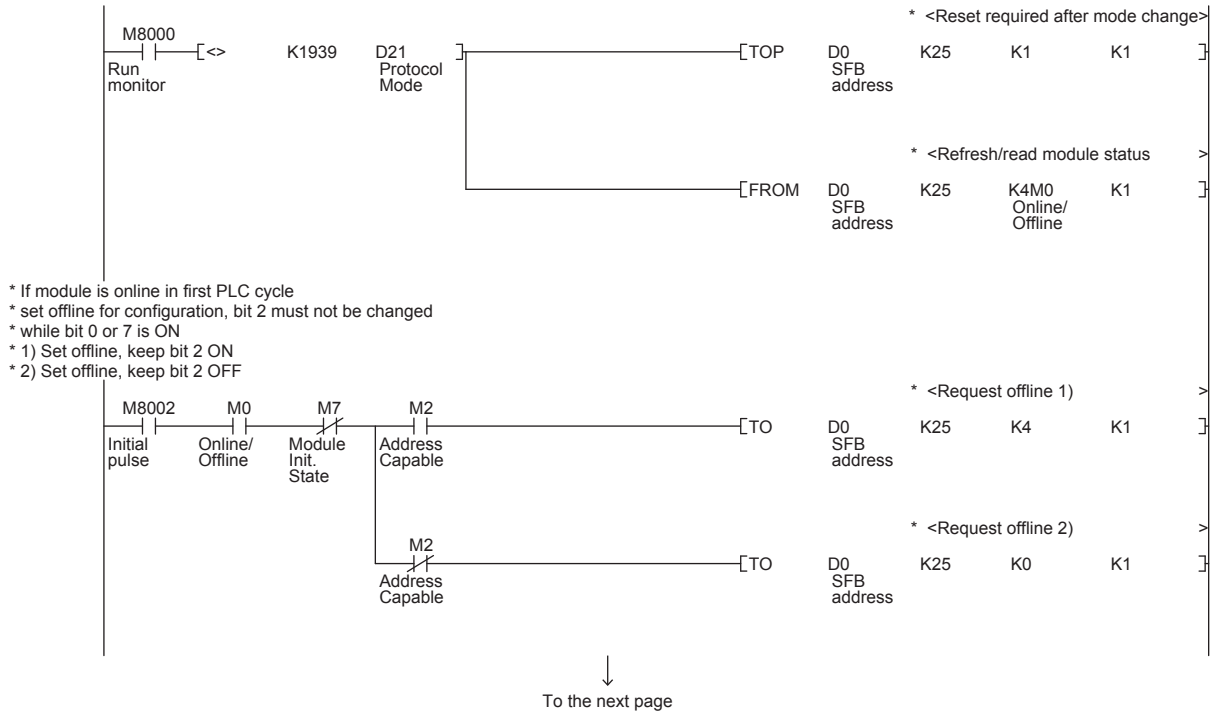 * <Reset required after mode change>
M8000
<> K1939 D21 TOP D0 K25 K1 K1
Run monitor
Protocol Mode
SFB address
* <Refresh/read module status >
FROM D0 K25 K4M0 K1
SFB address
Online/ Offline
* If module is online in first PLC cycle
* set offline for configuration, bit 2 must not be changed
* while bit 0 or 7 is ON
* 1) Set offline, keep bit 2 ON
* 2) Set offline, keep bit 2 OFF
* <Request offline 1) >
M8002 M0 M7 M2
TO D0 K25 K4 K1
Initial pulse
Online/ Offline
Module Init. State
Address Capable
SFB address
* <Request offline 2) >
M2
TO D0 K25 K0 K1
Address Capable
SFB address
To the next page